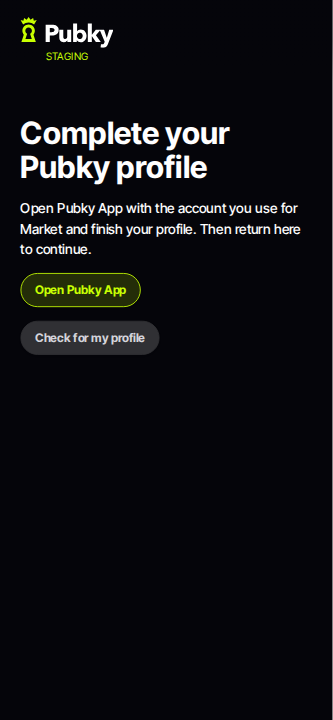 Pubky
STAGING
Complete your
Pubky profile
Open Pubky App with the account you use for
Market and finish your profile. Then return here
to continue.
Open Pubky App
Check for my profile